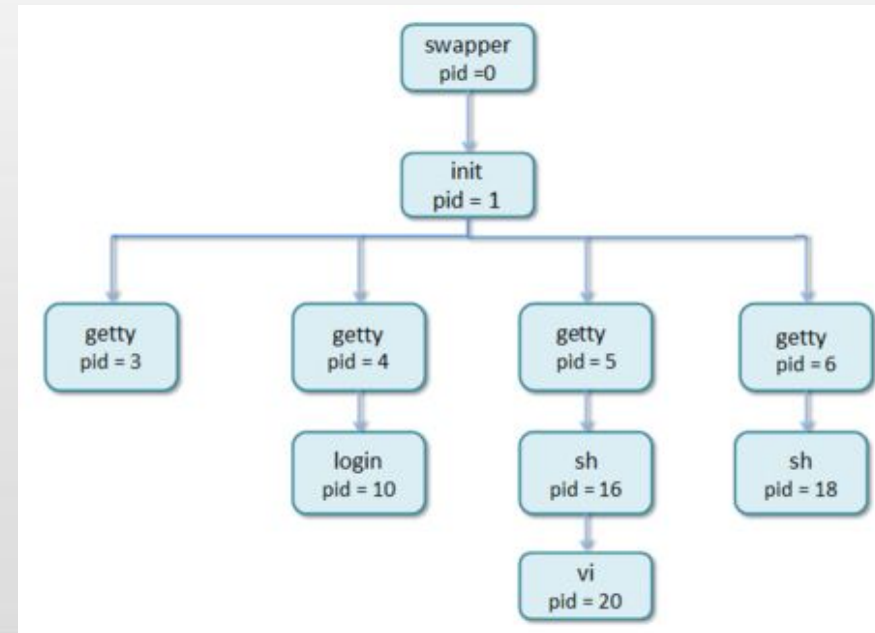 swapper
pid =0
init
pid = 1
getty
pid = 3
getty
pid = 4
getty
pid = 5
getty
pid = 6
login
pid = 10
sh
pid = 16
sh
pid = 18
vi
pid = 20